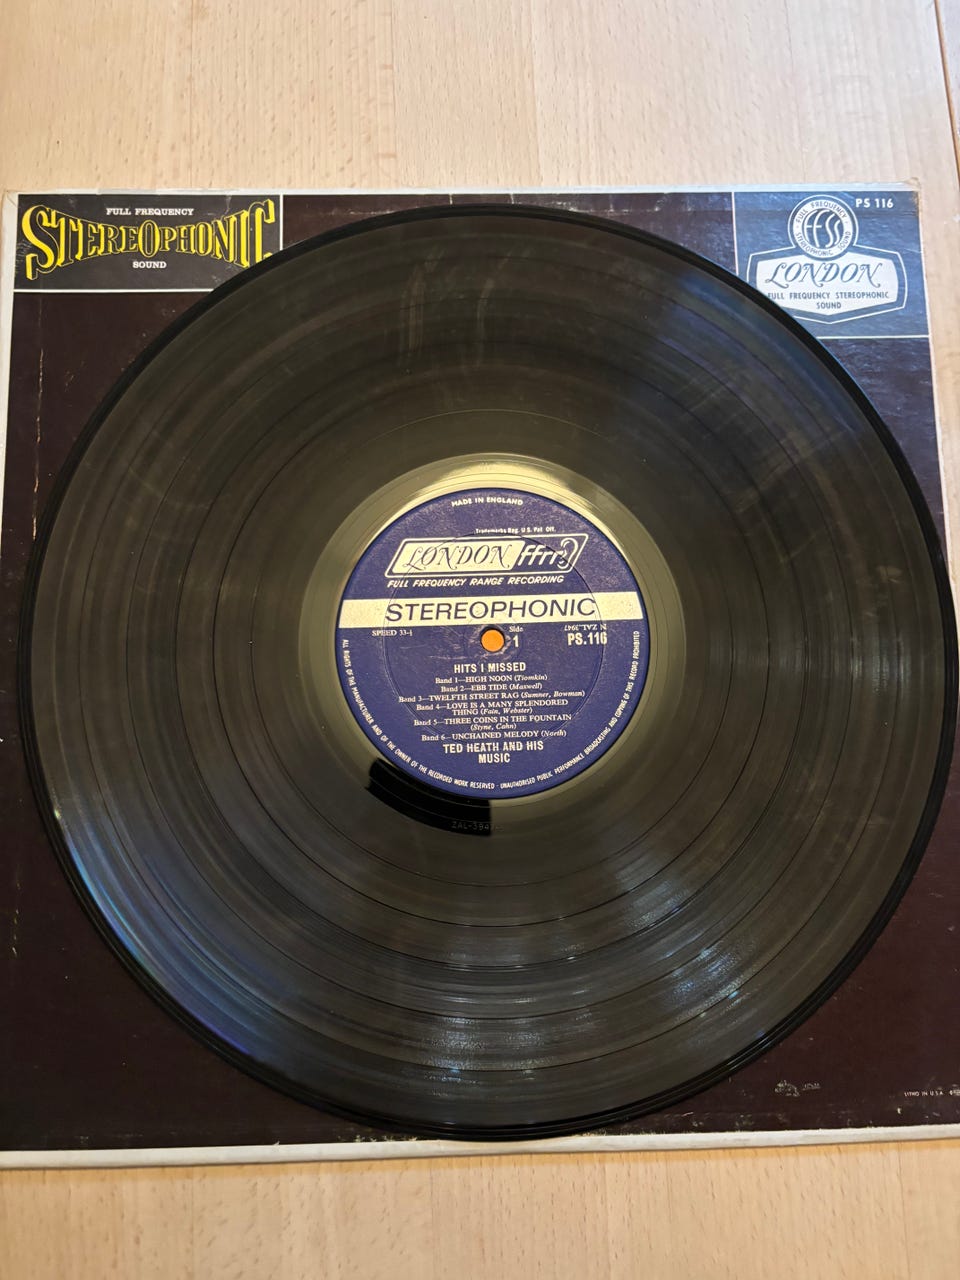 FULL FREQUENCY
STEREOPHONIC
SOUND
PS 116
FULL FREQUENCY
ffss
STEREOPHONIC SOUND
LONDON
FULL FREQUENCY STEREOPHONIC
SOUND
MADE IN ENGLAND
Trademarks Reg. U.S. Pat. Off.
LONDON ffrr
FULL FREQUENCY RANGE RECORDING
STEREOPHONIC
SPEED 33⅓
Side
1
N ZAL.3947
PS.116
HITS I MISSED
Band 1—HIGH NOON (Tiomkin)
Band 2—EBB TIDE (Maxwell)
Band 3—TWELFTH STREET RAG (Sumner, Bowman)
Band 4—LOVE IS A MANY SPLENDORED
THING (Fain, Webster)
Band 5—THREE COINS IN THE FOUNTAIN
(Styne, Cahn)
Band 6—UNCHAINED MELODY (North)
TED HEATH AND HIS
MUSIC
ALL RIGHTS OF THE MANUFACTURER AND OF THE OWNER OF THE RECORDED WORK RESERVED · UNAUTHORISED PUBLIC PERFORMANCE BROADCASTING AND COPYING OF THIS RECORD PROHIBITED
LITHO IN U.S.A.